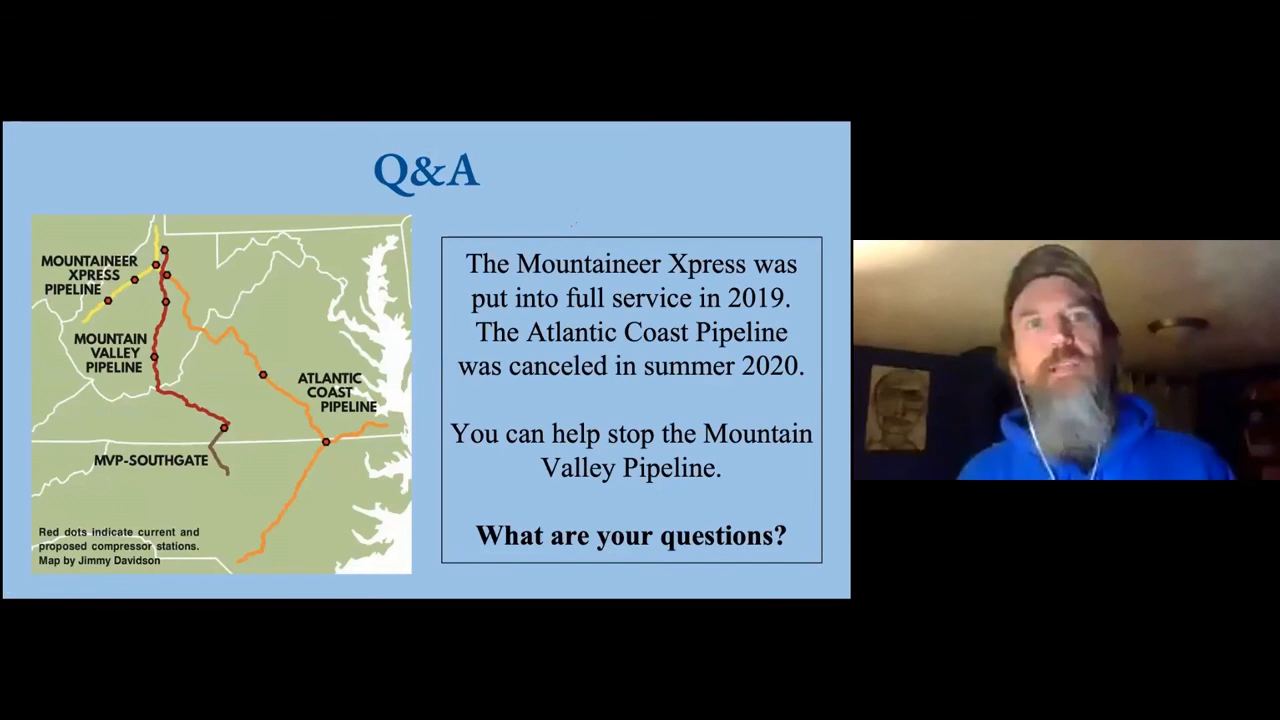 Q&A
MOUNTAINEER
XPRESS
PIPELINE
MOUNTAIN
VALLEY
PIPELINE
ATLANTIC
COAST
PIPELINE
MVP-SOUTHGATE
Red dots indicate current and
proposed compressor stations.
Map by Jimmy Davidson
The Mountaineer Xpress was
put into full service in 2019.
The Atlantic Coast Pipeline
was canceled in summer 2020.
You can help stop the Mountain
Valley Pipeline.
What are your questions?